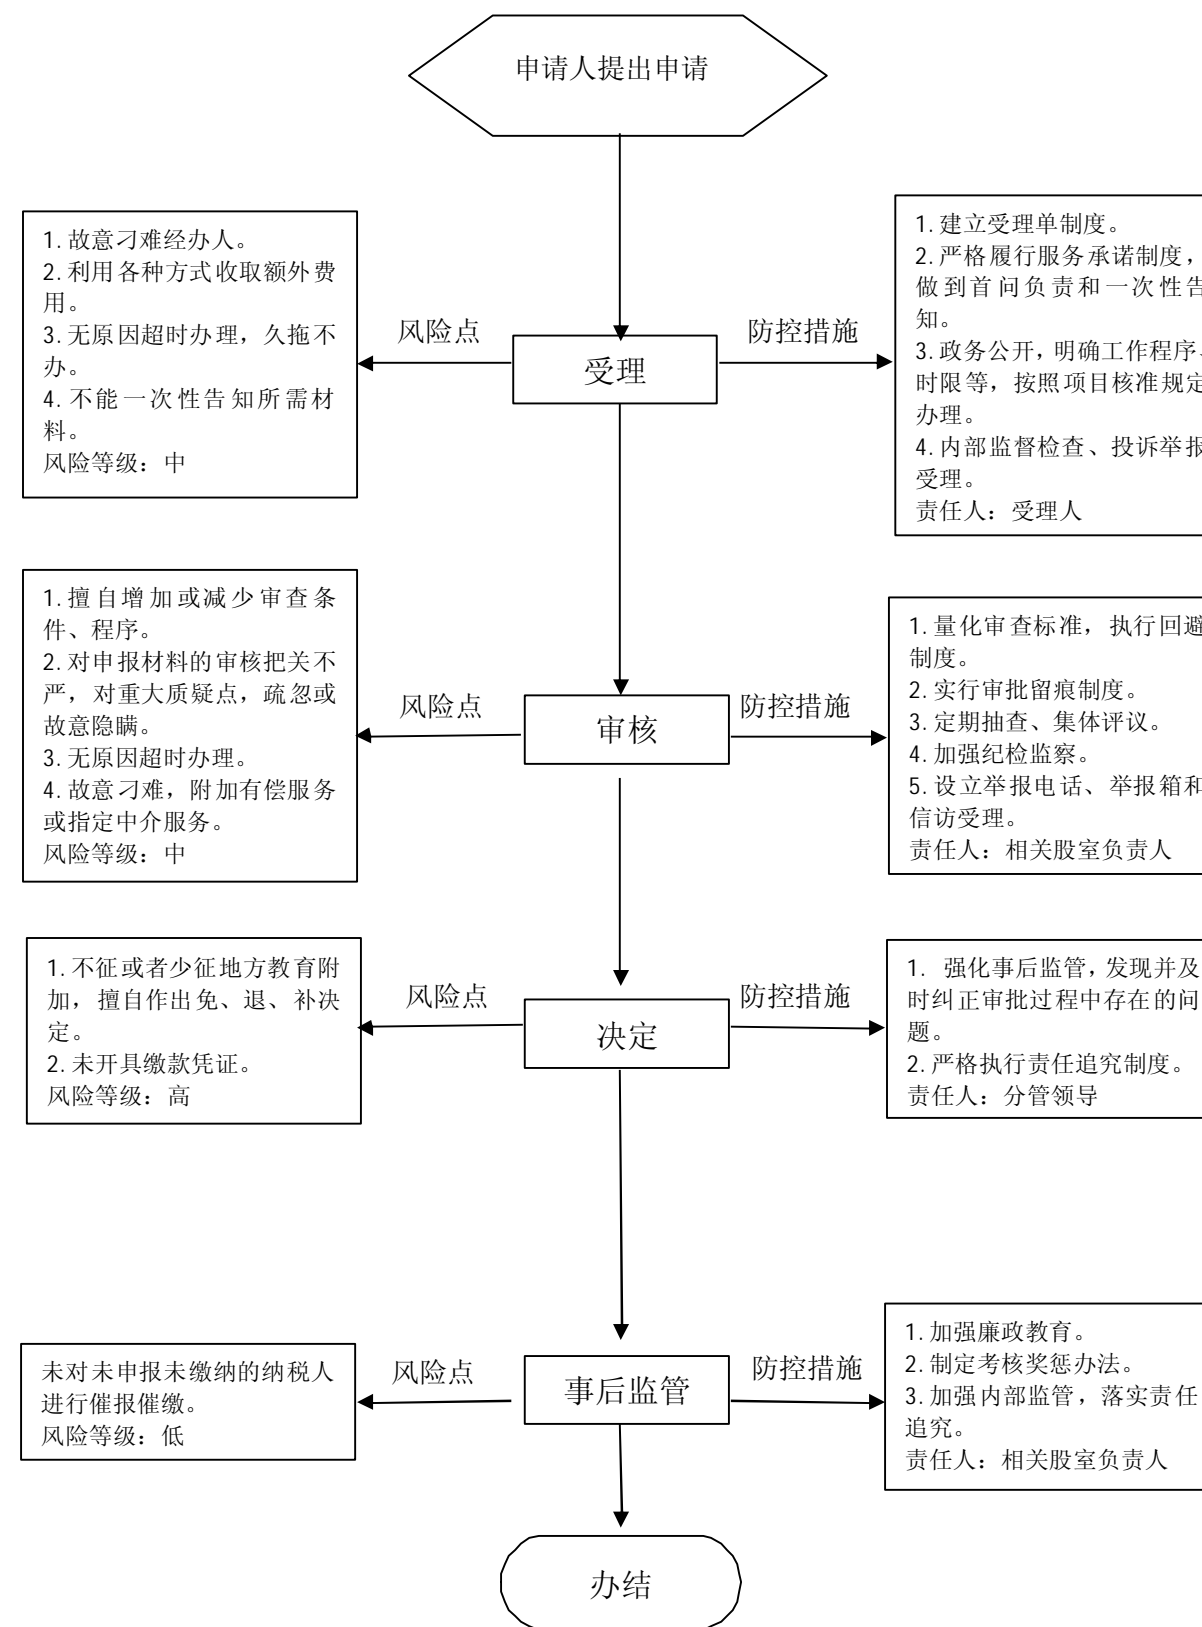 申请人提出申请
1.故意刁难经办人。
2.利用各种方式收取额外费
用。
3.无原因超时办理，久拖不
办。
4.不能一次性告知所需材
料。
风险等级：中
风险点
受理
防控措施
1.建立受理单制度。
2.严格履行服务承诺制度，
做到首问负责和一次性告
知。
3.政务公开，明确工作程序、
时限等，按照项目核准规定
办理。
4.内部监督检查、投诉举报
受理。
责任人：受理人
1.擅自增加或减少审查条
件、程序。
2.对申报材料的审核把关不
严，对重大质疑点，疏忽或
故意隐瞒。
3.无原因超时办理。
4.故意刁难，附加有偿服务
或指定中介服务。
风险等级：中
风险点
审核
防控措施
1.量化审查标准，执行回避
制度。
2.实行审批留痕制度。
3.定期抽查、集体评议。
4.加强纪检监察。
5.设立举报电话、举报箱和
信访受理。
责任人：相关股室负责人
1.不征或者少征地方教育附
加，擅自作出免、退、补决
定。
2.未开具缴款凭证。
风险等级：高
风险点
决定
防控措施
1. 强化事后监管，发现并及
时纠正审批过程中存在的问
题。
2.严格执行责任追究制度。
责任人：分管领导
未对未申报未缴纳的纳税人
进行催报催缴。
风险等级：低
风险点
事后监管
防控措施
1.加强廉政教育。
2.制定考核奖惩办法。
3.加强内部监管，落实责任
追究。
责任人：相关股室负责人
办结